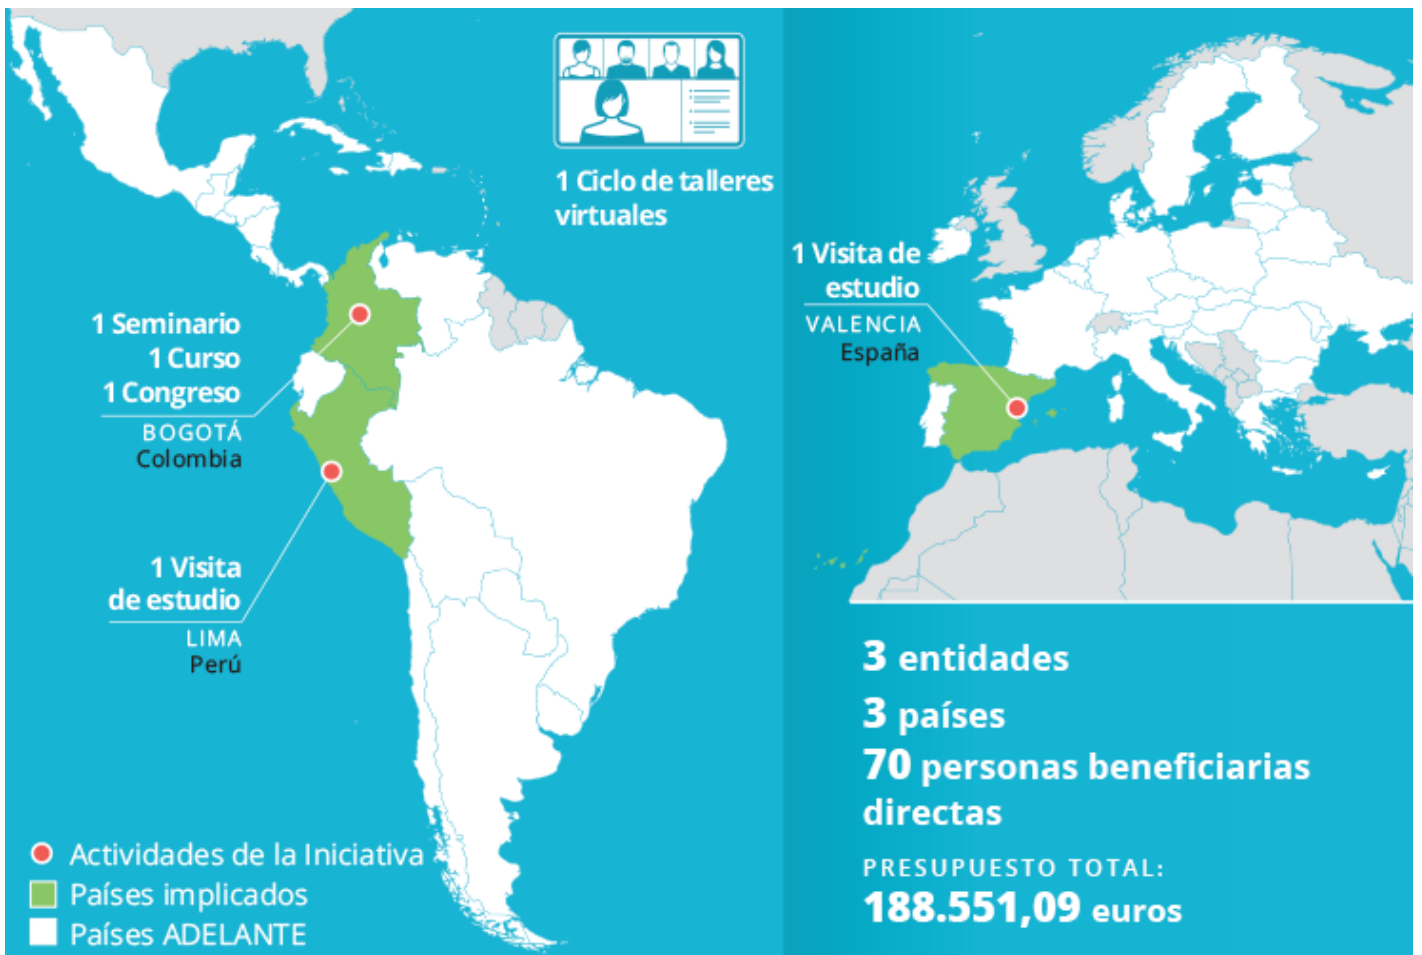 1 Ciclo de talleres
virtuales
1 Seminario
1 Curso
1 Congreso
BOGOTÁ
Colombia
1 Visita
de estudio
LIMA
Perú
Actividades de la Iniciativa
Países implicados
Países ADELANTE
1 Visita de
estudio
VALENCIA
España
3 entidades
3 países
70 personas beneficiarias
directas
PRESUPUESTO TOTAL:
188.551,09 euros